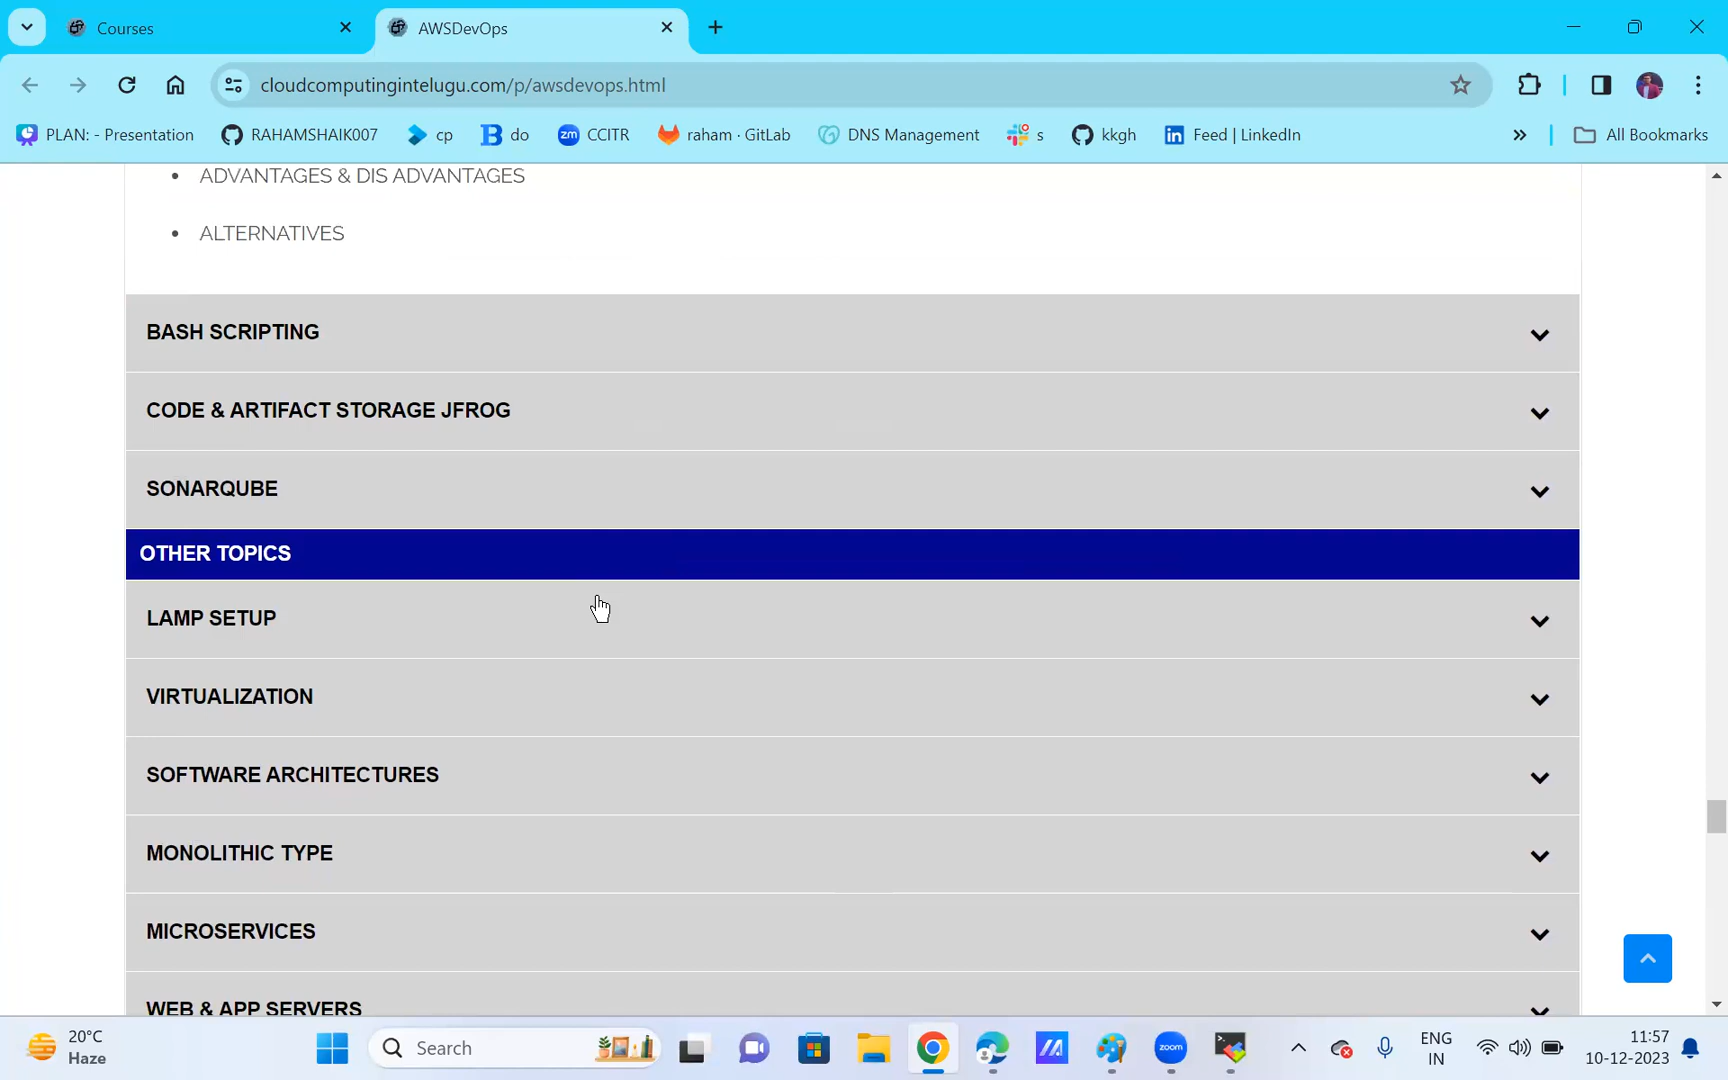 Courses
AWSDevOps
cloudcomputingintelugu.com/p/awsdevops.html
PLAN: - Presentation
RAHAMSHAIK007
cp
do
zm CCITR
raham · GitLab
DNS Management
s
kkgh
Feed | LinkedIn
»
All Bookmarks
• ADVANTAGES & DIS ADVANTAGES
• ALTERNATIVES
BASH SCRIPTING
CODE & ARTIFACT STORAGE JFROG
SONARQUBE
OTHER TOPICS
LAMP SETUP
VIRTUALIZATION
SOFTWARE ARCHITECTURES
MONOLITHIC TYPE
MICROSERVICES
WEB & APP SERVERS
20°C
Haze
Search
zoom
ENG
IN
11:57
10-12-2023